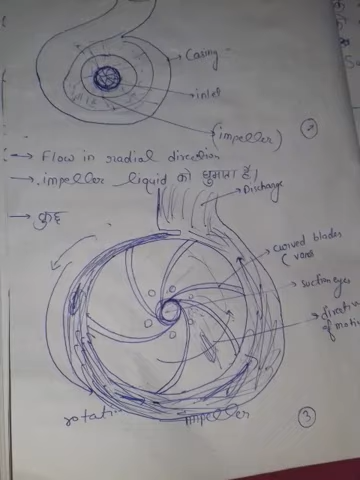 Casing
inlet
(impeller)
2
→ Flow in radial direction
→ impeller liquid को घुमाता हैं।
Discharge
→ कुछ
curved blades
( vane
suction eye
direction
of motion
rotation
impeller
3